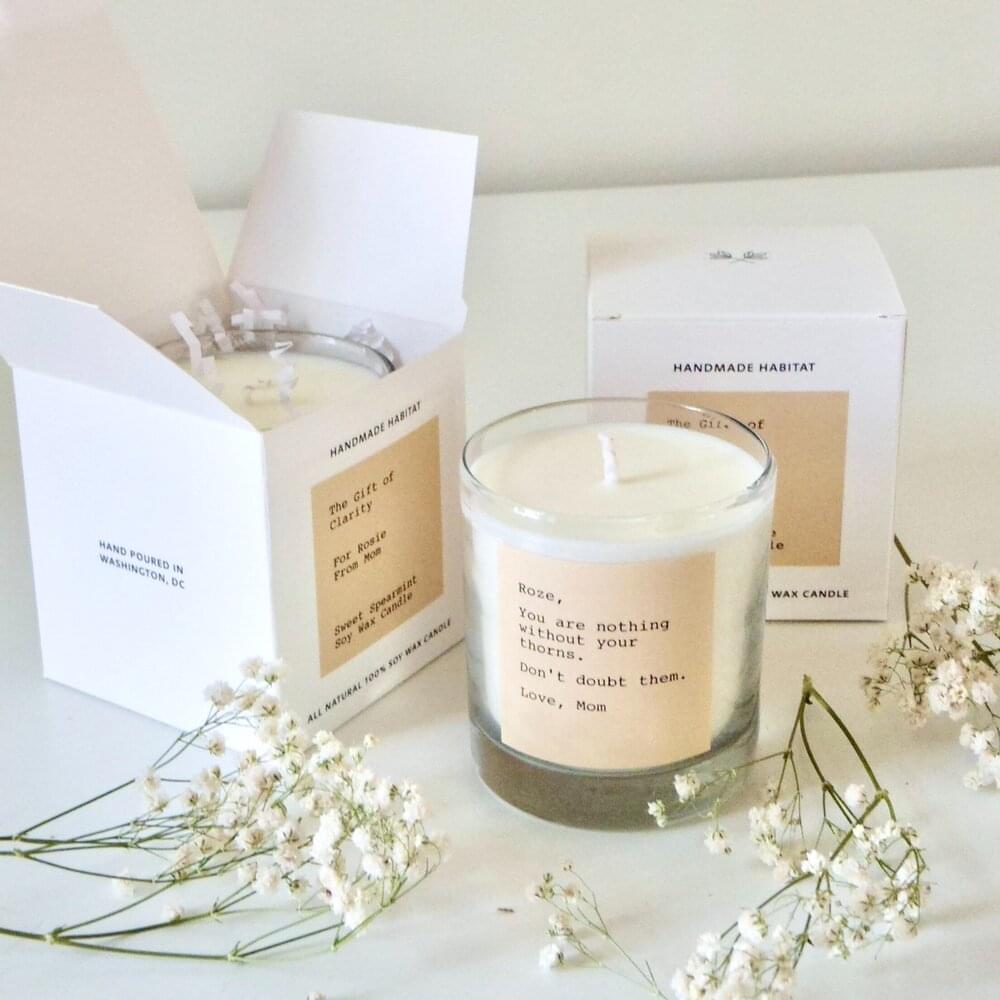 HANDMADE HABITAT
The Gift of
Clarity
For Rosie
From Mom
Sweet Spearmint
Soy Wax Candle
ALL NATURAL 100% SOY WAX CANDLE
HAND POURED IN
WASHINGTON, DC
Roze,
You are nothing
without your
thorns.
Don't doubt them.
Love, Mom
HANDMADE HABITAT
The Gift of
WAX CANDLE